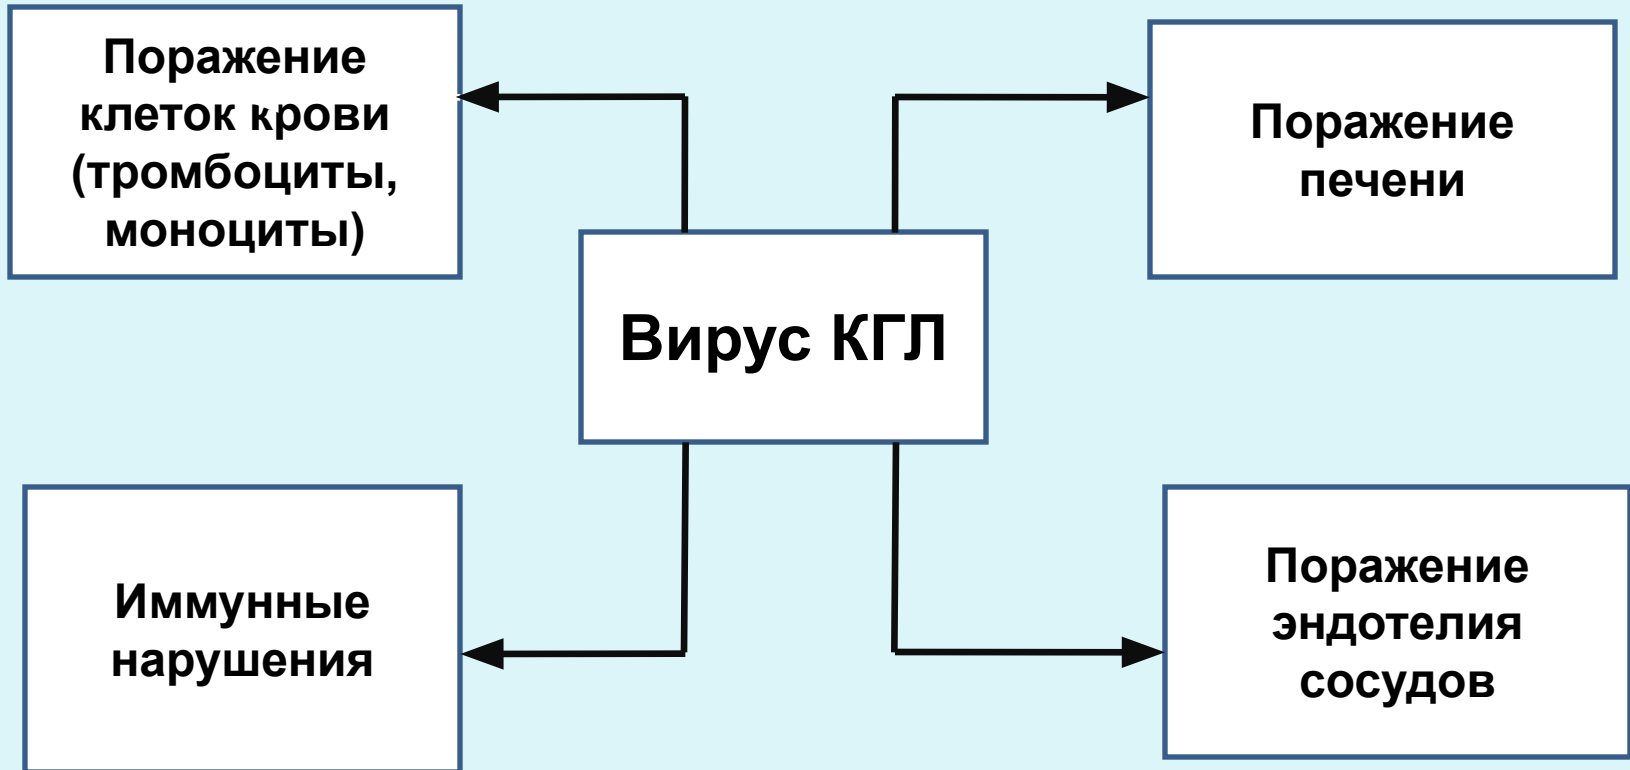 Поражение
клеток крови
(тромбоциты,
моноциты)
Поражение
печени
Вирус КГЛ
Иммунные
нарушения
Поражение
эндотелия
сосудов